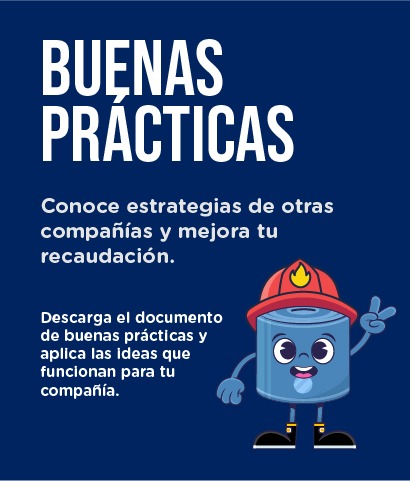 BUENAS
PRÁCTICAS
Conoce estrategias de otras
compañías y mejora tu
recaudación.
Descarga el documento
de buenas prácticas y
aplica las ideas que
funcionan para tu
compañía.